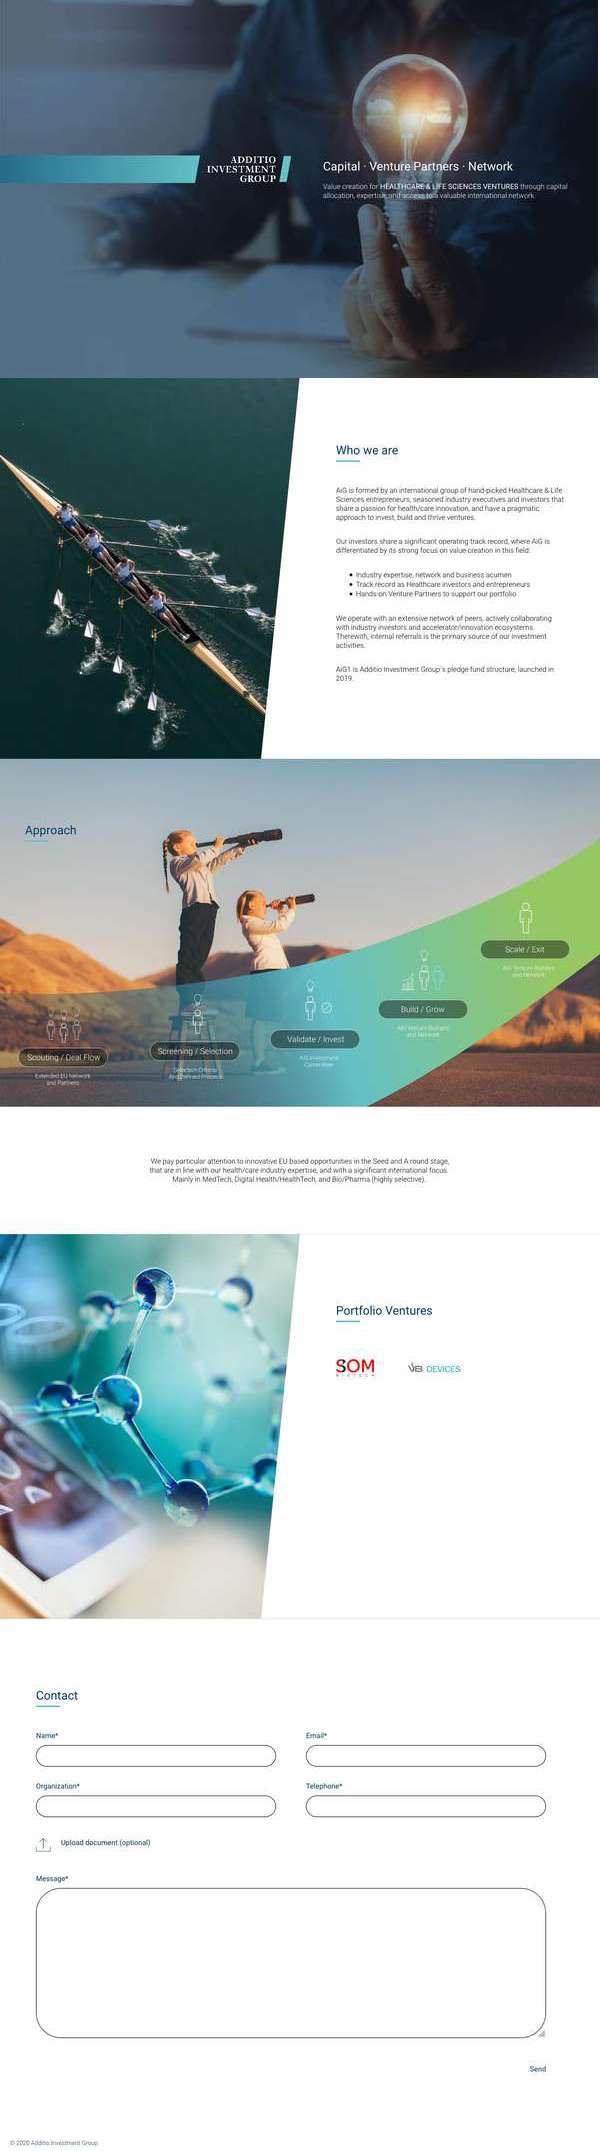 ADDITIO
INVESTMENT
GROUP
Capital · Venture Partners · Network
Value creation for HEALTHCARE & LIFE SCIENCES VENTURES through capital
allocation, expertise and access to a valuable international network.
Who we are
AiG is formed by an international group of hand-picked Healthcare & Life
Sciences entrepreneurs, seasoned industry executives and investors that
share a passion for health/care innovation, and have a pragmatic
approach to invest, build and thrive ventures.
Our investors share a significant operating track record, where AiG is
differentiated by its strong focus on value creation in this field:
Industry expertise, network and business acumen
Track record as Healthcare investors and entrepreneurs
Hands-on Venture Partners to support our portfolio
We operate with an extensive network of peers, actively collaborating
with industry investors and accelerator/innovation ecosystems.
Therewith, internal referrals is the primary source of our investment
activities.
AiG1 is Additio Investment Group´s pledge fund structure, launched in
2019.
Approach
Scale / Exit
AiG Venture Builders
and Network
Build / Grow
AiG Venture Builders
and Network
Validate / Invest
AiG Investment
Committee
Screening / Selection
Selection Criteria
And Defined Process
Scouting / Deal Flow
Extended EU Network
and Partners
We pay particular attention to innovative EU based opportunities in the Seed and A round stage,
that are in line with our health/care industry expertise, and with a significant international focus.
Mainly in MedTech, Digital Health/HealthTech, and Bio/Pharma (highly selective).
Portfolio Ventures
SOM
BIOTECH
VB DEVICES
Contact
Name*
Email*
Organization*
Telephone*
Upload document (optional)
Message*
Send
© 2020 Additio Investment Group